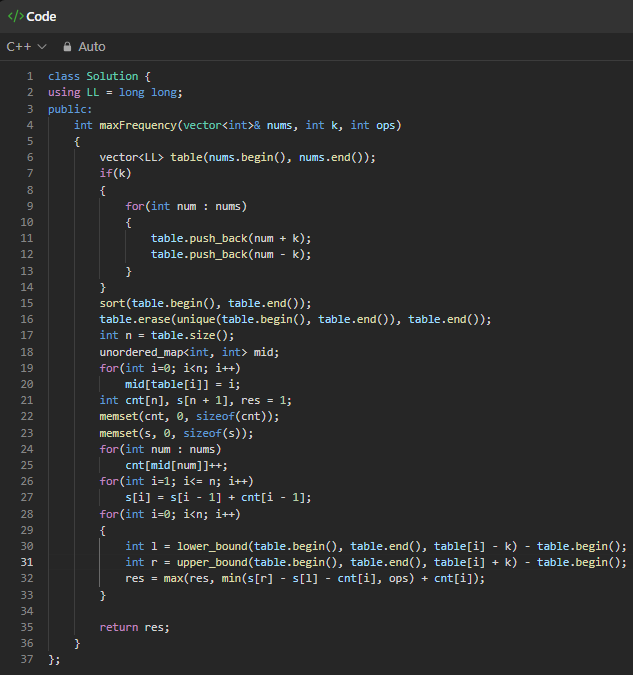 </> Code
C++ Auto
1 class Solution {
2 using LL = long long;
3 public:
4     int maxFrequency(vector<int>& nums, int k, int ops)
5     {
6         vector<LL> table(nums.begin(), nums.end());
7         if(k)
8         {
9             for(int num : nums)
10             {
11                 table.push_back(num + k);
12                 table.push_back(num - k);
13             }
14         }
15         sort(table.begin(), table.end());
16         table.erase(unique(table.begin(), table.end()), table.end());
17         int n = table.size();
18         unordered_map<int, int> mid;
19         for(int i=0; i<n; i++)
20             mid[table[i]] = i;
21         int cnt[n], s[n + 1], res = 1;
22         memset(cnt, 0, sizeof(cnt));
23         memset(s, 0, sizeof(s));
24         for(int num : nums)
25             cnt[mid[num]]++;
26         for(int i=1; i<= n; i++)
27             s[i] = s[i - 1] + cnt[i - 1];
28         for(int i=0; i<n; i++)
29         {
30             int l = lower_bound(table.begin(), table.end(), table[i] - k) - table.begin();
31             int r = upper_bound(table.begin(), table.end(), table[i] + k) - table.begin();
32             res = max(res, min(s[r] - s[l] - cnt[i], ops) + cnt[i]);
33         }
34
35         return res;
36     }
37 };